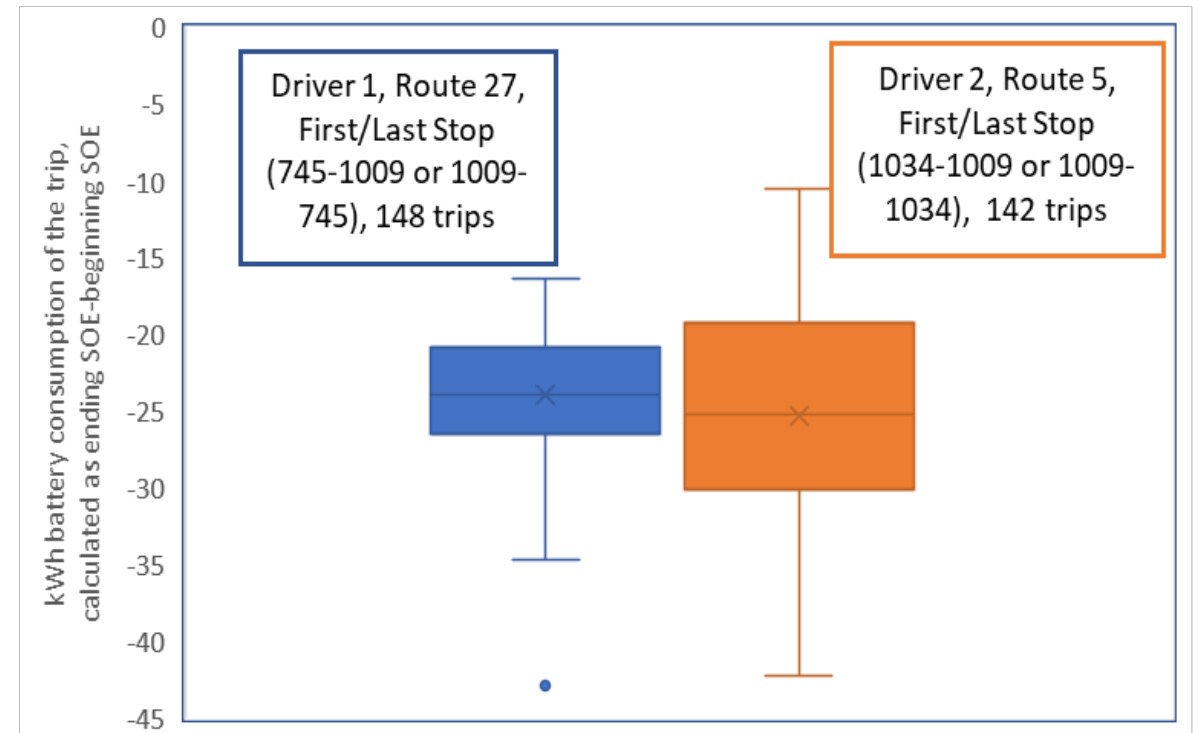 0
-5
-10
-15
-20
-25
-30
-35
-40
-45
kWh battery consumption of the trip,
calculated as ending SOE-beginning SOE
Driver 1, Route 27,
First/Last Stop
(745-1009 or 1009-
745), 148 trips
Driver 2, Route 5,
First/Last Stop
(1034-1009 or 1009-
1034), 142 trips